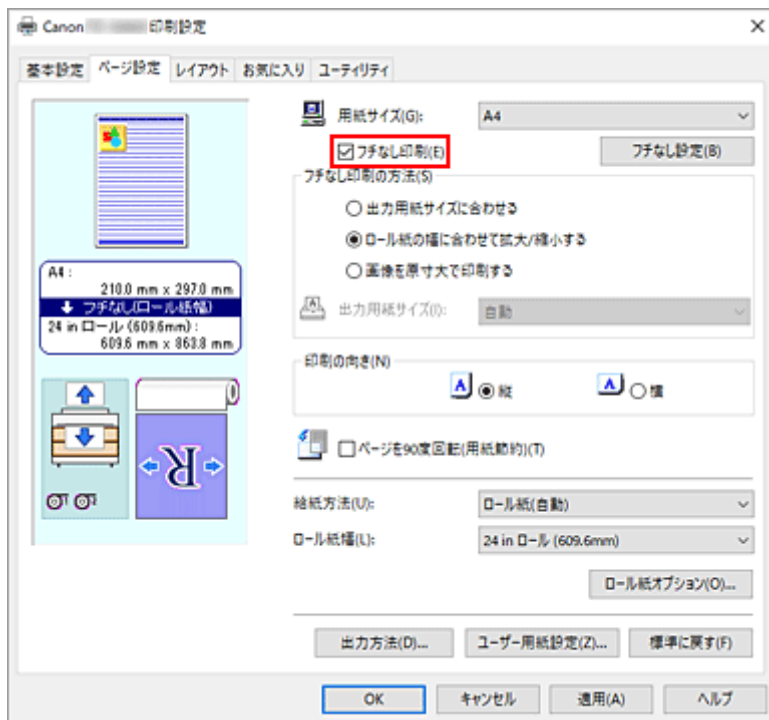 Canon 印刷設定
基本設定 ページ設定 レイアウト お気に入り ユーティリティ
用紙サイズ(G): A4
フチなし印刷(E) フチなし設定(B)
フチなし印刷の方法(S)
出力用紙サイズに合わせる
ロール紙の幅に合わせて拡大/縮小する
画像を原寸大で印刷する
出力用紙サイズ(I): 自動
A4 :
210.0 mm x 297.0 mm
フチなし(ロール紙幅)
24 in ロール (609.6mm) :
609.6 mm x 863.8 mm
印刷の向き(N)
A 縦 A 横
ページを90度回転(用紙節約)(T)
R
給紙方法(U): ロール紙(自動)
ロール紙幅(L): 24 in ロール (609.6mm)
ロール紙オプション(O)...
出力方法(D)... ユーザー用紙設定(Z)... 標準に戻す(F)
OK キャンセル 適用(A) ヘルプ